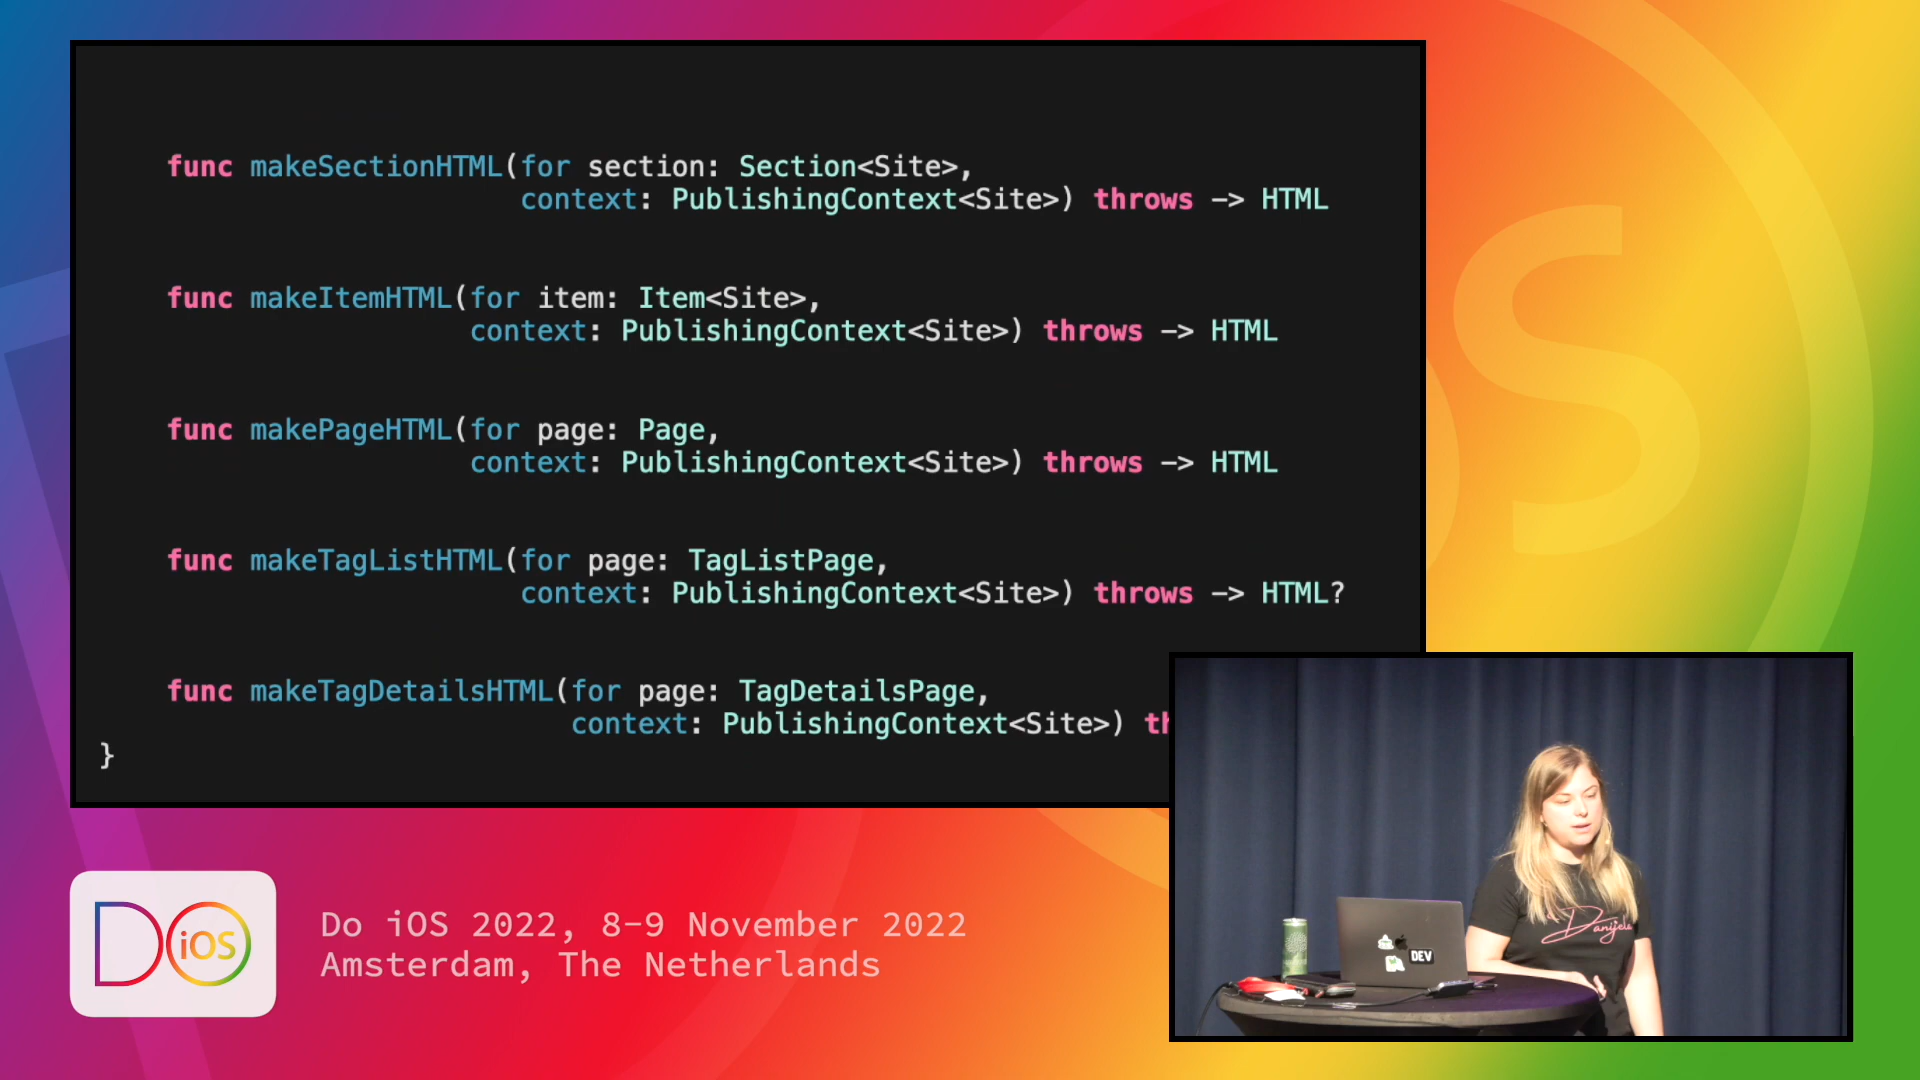 func makeSectionHTML(for section: Section<Site>,
context: PublishingContext<Site>) throws -> HTML
func makeItemHTML(for item: Item<Site>,
context: PublishingContext<Site>) throws -> HTML
func makePageHTML(for page: Page,
context: PublishingContext<Site>) throws -> HTML
func makeTagListHTML(for page: TagListPage,
context: PublishingContext<Site>) throws -> HTML?
func makeTagDetailsHTML(for page: TagDetailsPage,
context: PublishingContext<Site>) th
}
DO iOS
Do iOS 2022, 8-9 November 2022
Amsterdam, The Netherlands
DEV
Danijela
OS